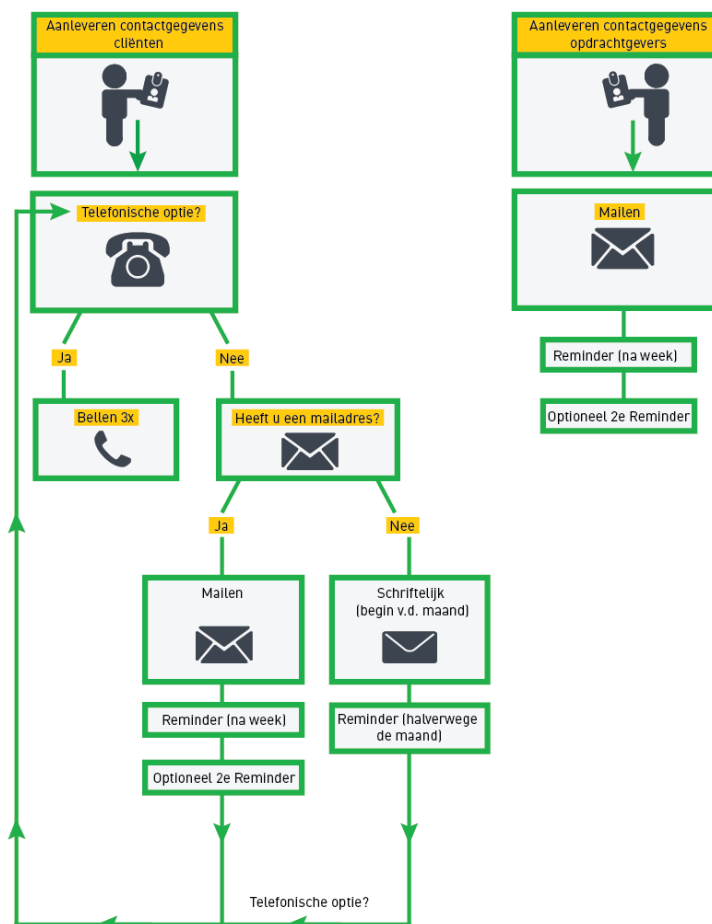 Aanleveren contactgegevens
cliënten
Aanleveren contactgegevens
opdrachtgevers
Telefonische optie?
Mailen
Ja
Nee
Reminder (na week)
Bellen 3x
Heeft u een mailadres?
Optioneel 2e Reminder
Ja
Nee
Mailen
Schriftelijk
(begin v.d. maand)
Reminder (na week)
Reminder (halverwege
de maand)
Optioneel 2e Reminder
Telefonische optie?